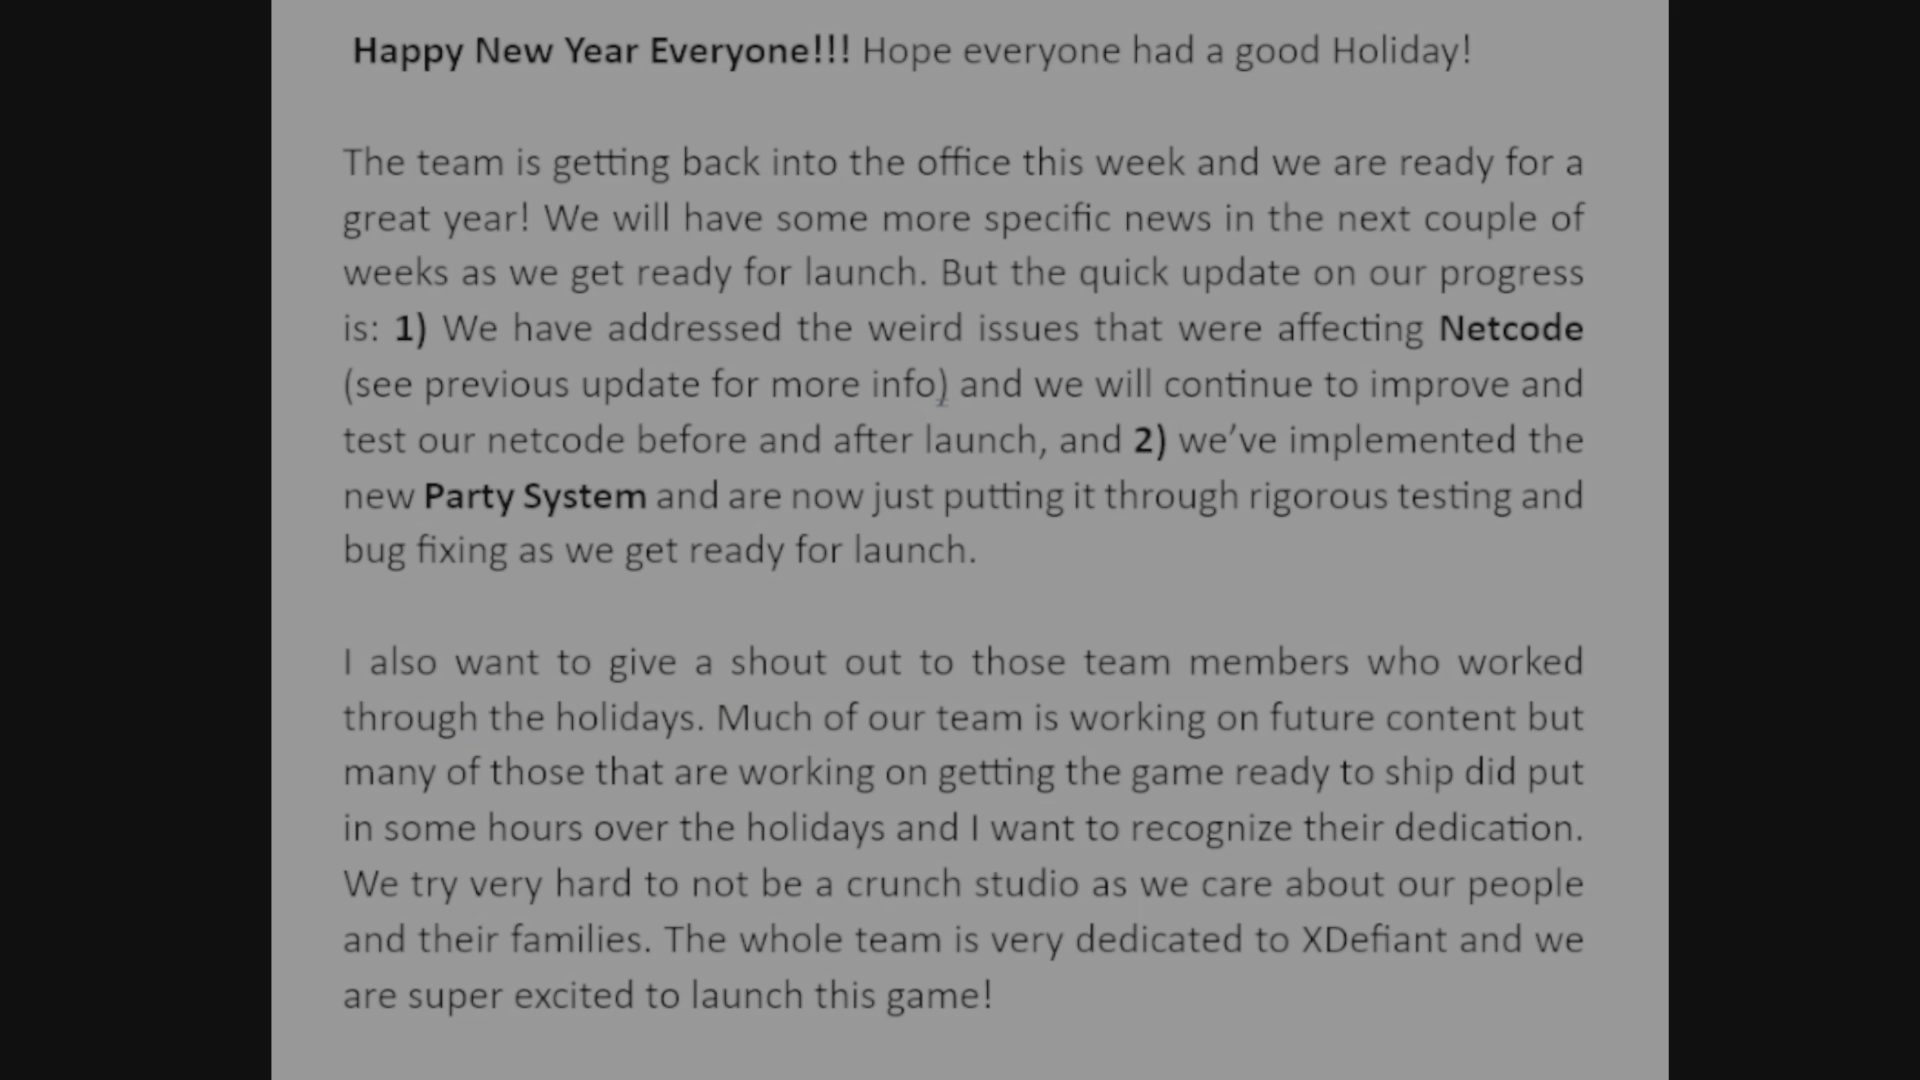 Happy New Year Everyone!!! Hope everyone had a good Holiday!
The team is getting back into the office this week and we are ready for a
great year! We will have some more specific news in the next couple of
weeks as we get ready for launch. But the quick update on our progress
is: 1) We have addressed the weird issues that were affecting Netcode
(see previous update for more info) and we will continue to improve and
test our netcode before and after launch, and 2) we’ve implemented the
new Party System and are now just putting it through rigorous testing and
bug fixing as we get ready for launch.
I also want to give a shout out to those team members who worked
through the holidays. Much of our team is working on future content but
many of those that are working on getting the game ready to ship did put
in some hours over the holidays and I want to recognize their dedication.
We try very hard to not be a crunch studio as we care about our people
and their families. The whole team is very dedicated to XDefiant and we
are super excited to launch this game!